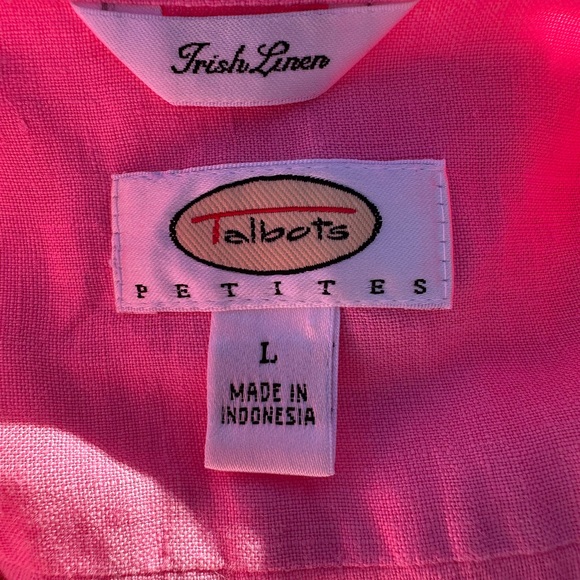 Irish Linen
Talbots
PETITES
L
MADE IN
INDONESIA